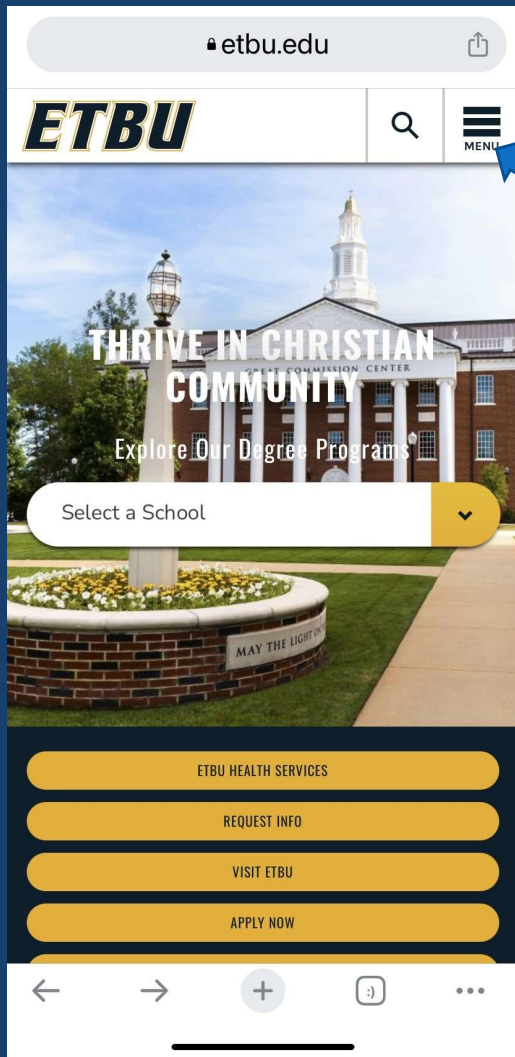 etbu.edu
ETBU
MENU
THRIVE IN CHRISTIAN
COMMUNITY
GREAT COMMISSION CENTER
Explore Our Degree Programs
Select a School
MAY THE LIGHT
ETBU HEALTH SERVICES
REQUEST INFO
VISIT ETBU
APPLY NOW
:)